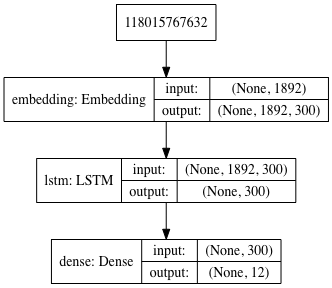 118015767632
embedding: Embedding
input: (None, 1892)
output: (None, 1892, 300)
lstm: LSTM
input: (None, 1892, 300)
output: (None, 300)
dense: Dense
input: (None, 300)
output: (None, 12)